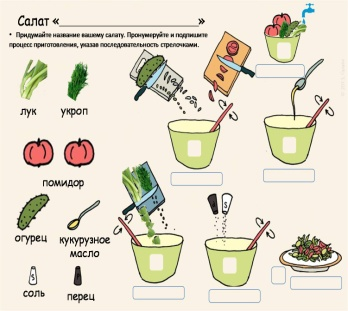 Салат «____________________»
• Придумайте название вашему салату. Пронумеруйте и подпишите
процесс приготовления, указав последовательность стрелочками.
лук укроп
помидор
огурец кукурузное
масло
соль перец
S